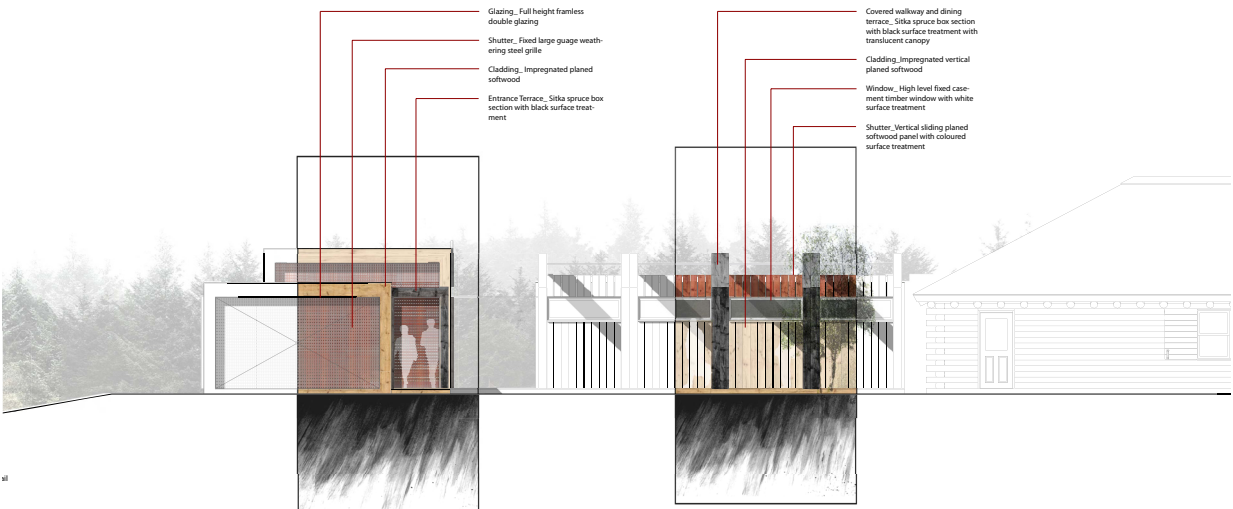 Glazing_ Full height framless
double glazing
Shutter_ Fixed large guage weath-
ering steel grille
Cladding_ Impregnated planed
softwood
Entrance Terrace_ Sitka spruce box
section with black surface treat-
ment
Covered walkway and dining
terrace_ Sitka spruce box section
with black surface treatment with
translucent canopy
Cladding_Impregnated vertical
planed softwood
Window_ High level fixed case-
ment timber window with white
surface treatment
Shutter_Vertical sliding planed
softwood panel with coloured
surface treatment